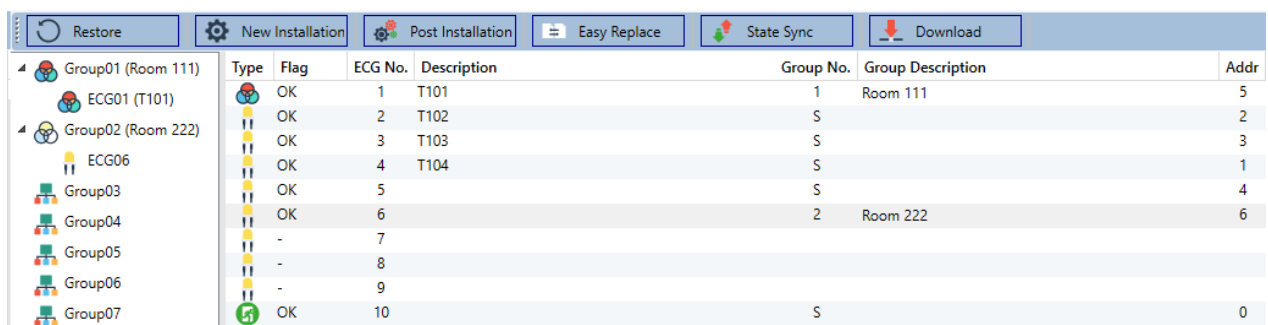 Restore New Installation Post Installation Easy Replace State Sync Download
Group01 (Room 111)
ECG01 (T101)
Group02 (Room 222)
ECG06
Group03
Group04
Group05
Group06
Group07
Type Flag ECG No. Description Group No. Group Description Addr
OK 1 T101 1 Room 111 5
OK 2 T102 S 2
OK 3 T103 S 3
OK 4 T104 S 1
OK 5 S 4
OK 6 2 Room 222 6
- 7
- 8
- 9
OK 10 S 0